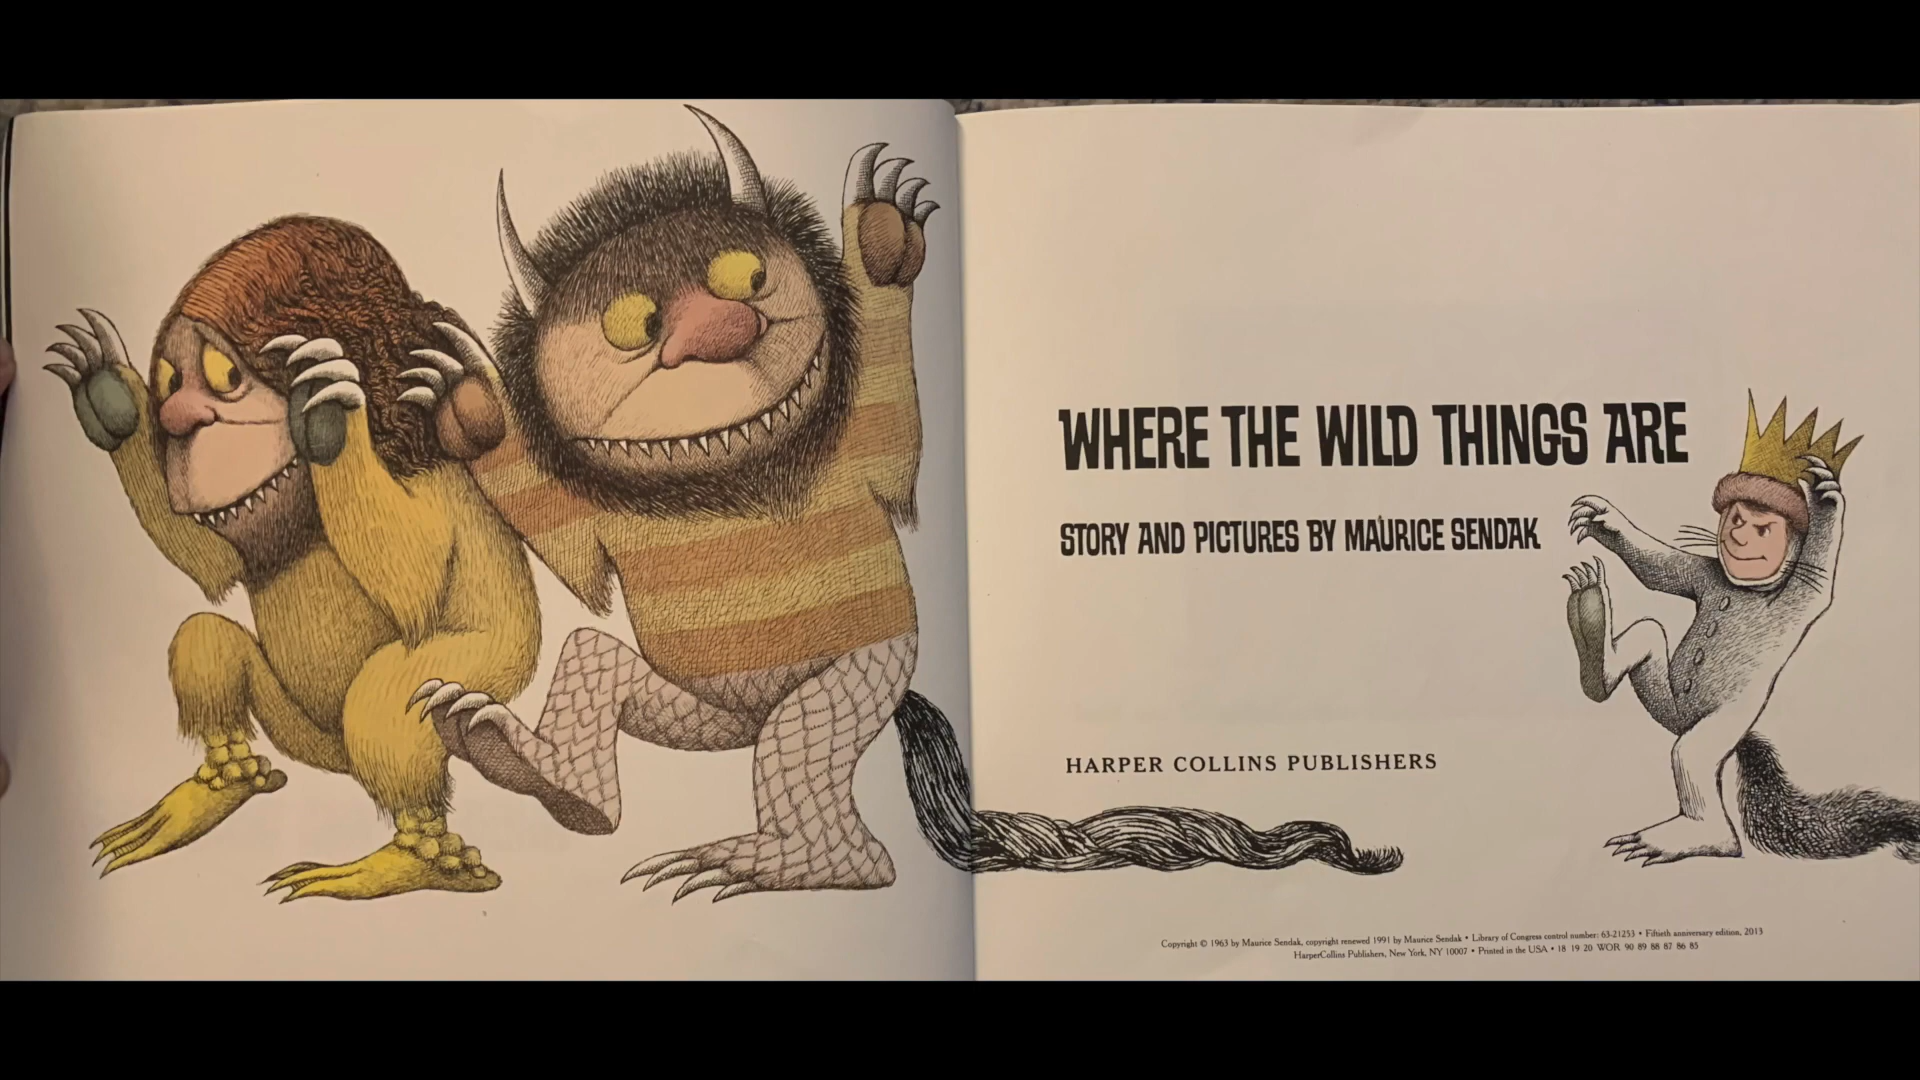 WHERE THE WILD THINGS ARE
STORY AND PICTURES BY MAURICE SENDAK
HARPER COLLINS PUBLISHERS
Copyright © 1963 by Maurice Sendak, copyright renewed 1991 by Maurice Sendak • Library of Congress control number: 63-21253 • Fiftieth anniversary edition, 2013
HarperCollins Publishers, New York, NY 10007 • Printed in the USA • 18 19 20 WOR 90 89 88 87 86 85